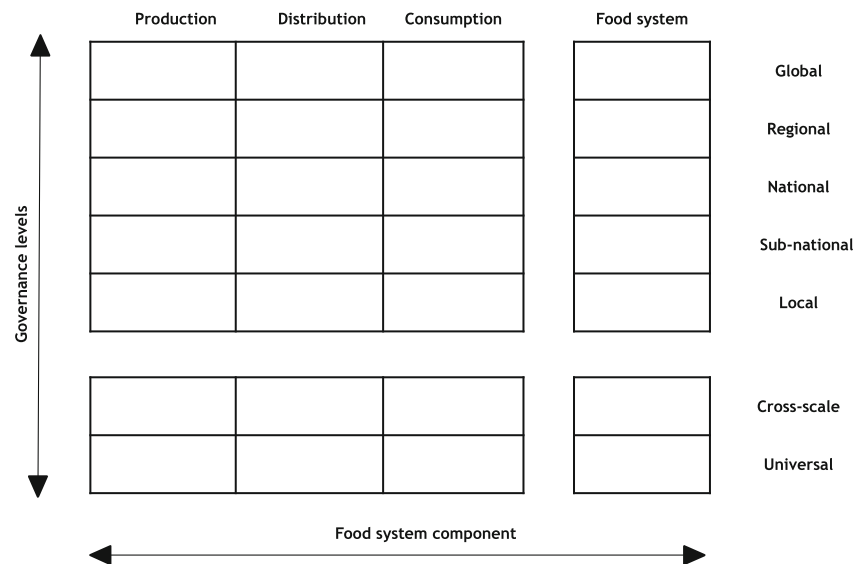 Production Distribution Consumption Food system
Global
Regional
National
Sub-national
Local
Cross-scale
Universal
Governance levels
Food system component